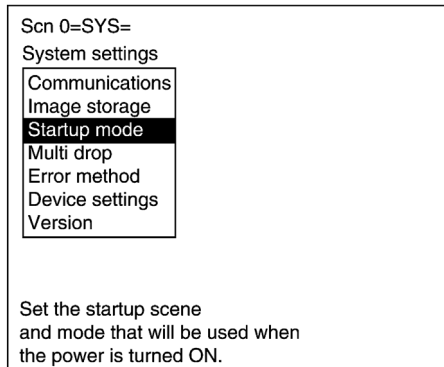 Scn 0=SYS=
System settings
Communications
Image storage
Startup mode
Multi drop
Error method
Device settings
Version
Set the startup scene
and mode that will be used when
the power is turned ON.